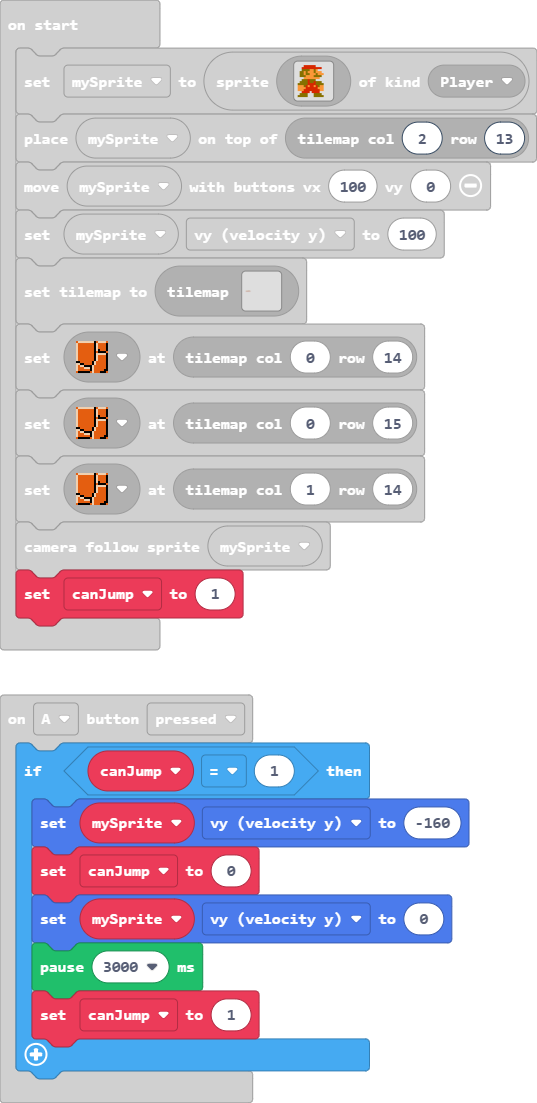 on start
set mySprite to sprite of kind Player
place mySprite on top of tilemap col 2 row 13
move mySprite with buttons vx 100 vy 0
set mySprite vy (velocity y) to 100
set tilemap to tilemap
set at tilemap col 0 row 14
set at tilemap col 0 row 15
set at tilemap col 1 row 14
camera follow sprite mySprite
set canJump to 1
on A button pressed
if canJump = 1 then
set mySprite vy (velocity y) to -160
set canJump to 0
set mySprite vy (velocity y) to 0
pause 3000 ms
set canJump to 1